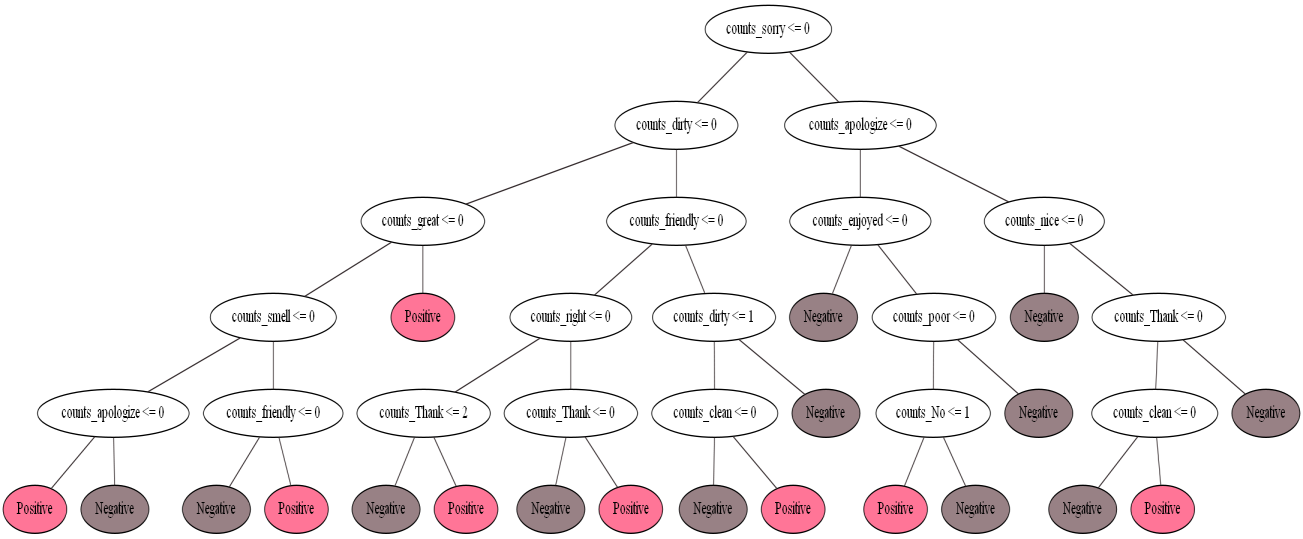 counts_sorry <= 0
counts_dirty <= 0
counts_apologize <= 0
counts_great <= 0
counts_friendly <= 0
counts_enjoyed <= 0
counts_nice <= 0
counts_smell <= 0
Positive
counts_right <= 0
counts_dirty <= 1
Negative
counts_poor <= 0
Negative
counts_Thank <= 0
counts_apologize <= 0
counts_friendly <= 0
counts_Thank <= 2
counts_Thank <= 0
counts_clean <= 0
Negative
counts_No <= 1
Negative
counts_clean <= 0
Negative
Positive
Negative
Negative
Positive
Negative
Positive
Negative
Positive
Negative
Positive
Positive
Negative
Negative
Positive